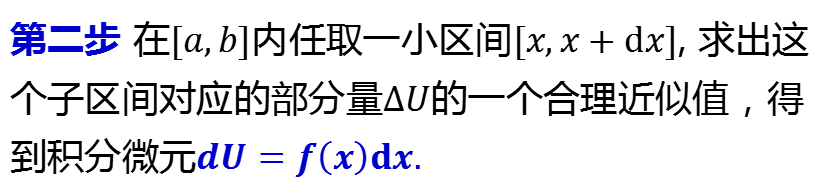 第二步 在[a, b]内任取一小区间[x, x + dx], 求出这
个子区间对应的部分量ΔU的一个合理近似值，得
到积分微元dU = f(x)dx.